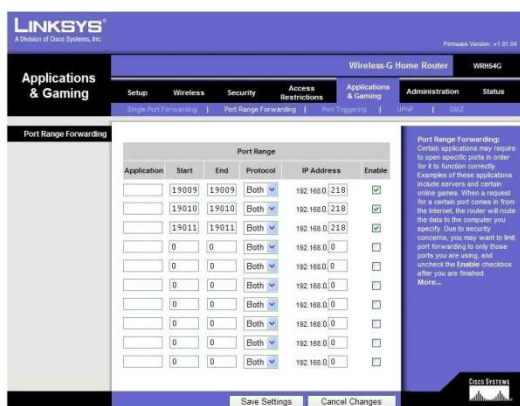 LINKSYS®
A Division of Cisco Systems, Inc.
Firmware Version: v1.01.04
Wireless-G Home Router WRH54G
Applications & Gaming
Setup Wireless Security Access Restrictions Applications & Gaming Administration Status
Single Port Forwarding | Port Range Forwarding | Port Triggering | UPnP | DMZ
Port Range Forwarding
Port Range
Application Start End Protocol IP Address Enable
19009 19009 Both 192.168.0. 218
19010 19010 Both 192.168.0. 218
19011 19011 Both 192.168.0. 218
0 0 Both 192.168.0. 0
0 0 Both 192.168.0. 0
0 0 Both 192.168.0. 0
0 0 Both 192.168.0. 0
0 0 Both 192.168.0. 0
0 0 Both 192.168.0. 0
0 0 Both 192.168.0. 0
Port Range Forwarding:
Certain applications may require
to open specific ports in order
for it to function correctly.
Examples of these applications
include servers and certain
online games. When a request
for a certain port comes in from
the Internet, the router will route
the data to the computer you
specify. Due to security
concerns, you may want to limit
port forwarding to only those
ports you are using, and
uncheck the Enable checkbox
after you are finished.
More...
Save Settings Cancel Changes
CISCO SYSTEMS